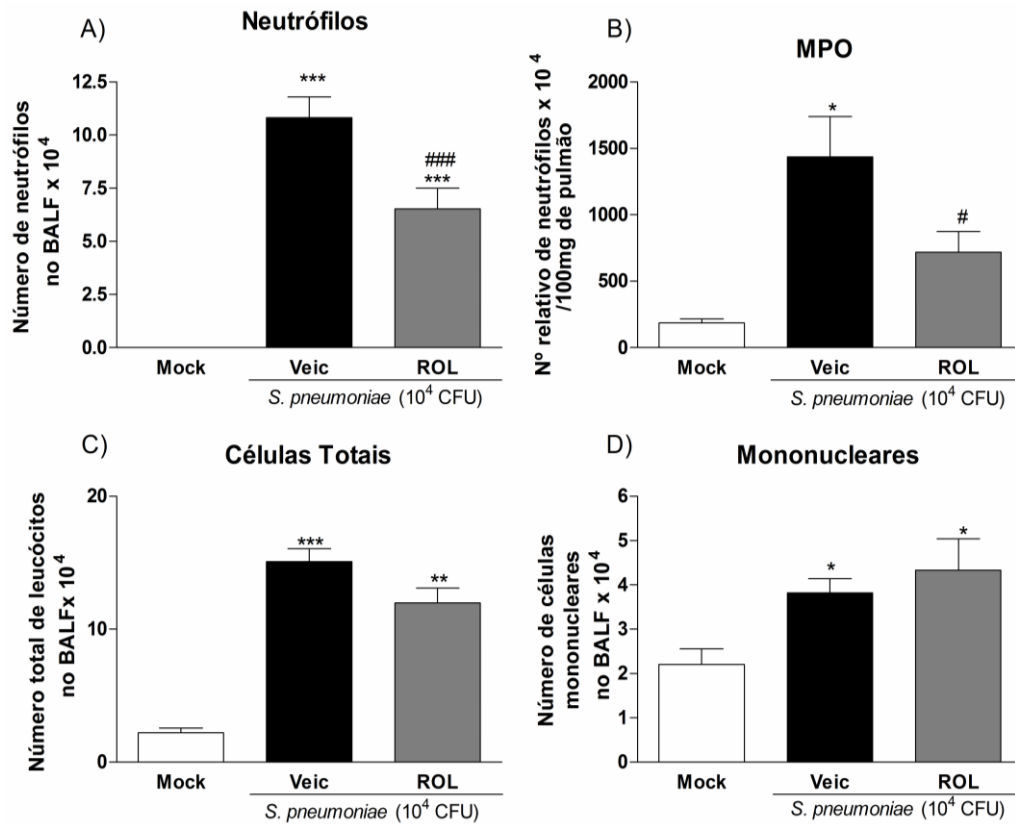 A)
Neutrófilos
Número de neutrófilos
no BALF x 10⁴
12.5
10.0
7.5
5.0
2.5
0.0
***
###
***
Mock Veic ROL
S. pneumoniae (10⁴ CFU)
B)
MPO
Nº relativo de neutrófilos x 10⁴
/100mg de pulmão
2000
1500
1000
500
0
*
#
Mock Veic ROL
S. pneumoniae (10⁴ CFU)
C)
Células Totais
Número total de leucócitos
no BALFx 10⁴
20
10
0
***
**
Mock Veic ROL
S. pneumoniae (10⁴ CFU)
D)
Mononucleares
Número de células
mononucleares
no BALF x 10⁴
6
5
4
3
2
1
0
*
*
Mock Veic ROL
S. pneumoniae (10⁴ CFU)